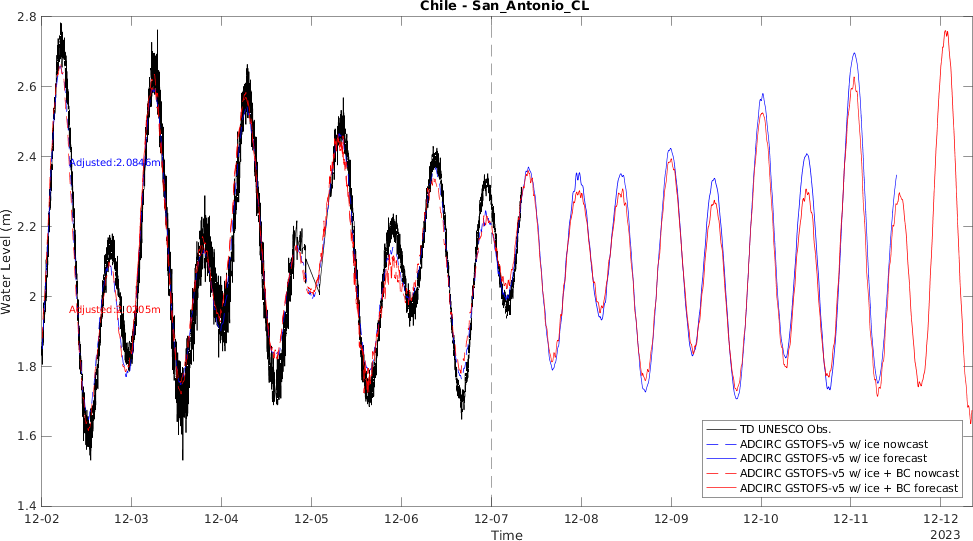 Chile - San_Antonio_CL
Water Level (m)
2.8
2.6
2.4
2.2
2
1.8
1.6
1.4
Adjusted:2.0846m
TD UNESCO Obs.
ADCIRC GSTOFS-v5 w/ ice nowcast
ADCIRC GSTOFS-v5 w/ ice forecast
ADCIRC GSTOFS-v5 w/ ice + BC nowcast
ADCIRC GSTOFS-v5 w/ ice + BC forecast
12-02 12-03 12-04 12-05 12-06 12-07 12-08 12-09 12-10 12-11 12-12
Time
2023